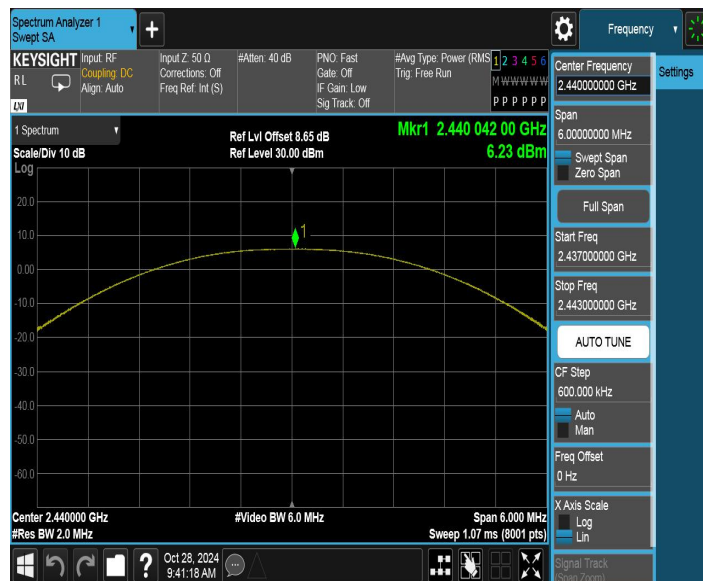 Spectrum Analyzer 1
Swept SA
+
Frequency
KEYSIGHT
RL
LXI
Input: RF
Coupling: DC
Align: Auto
Input Z: 50 Ω
Corrections: Off
Freq Ref: Int (S)
#Atten: 40 dB
PNO: Fast
Gate: Off
IF Gain: Low
Sig Track: Off
#Avg Type: Power (RMS
Trig: Free Run
1 2 3 4 5 6
M W W W W W
P P P P P P
1 Spectrum
Scale/Div 10 dB
Ref Lvl Offset 8.65 dB
Ref Level 30.00 dBm
Mkr1 2.440 042 00 GHz
6.23 dBm
Log
20.0
10.0
0.00
-10.0
-20.0
-30.0
-40.0
-50.0
-60.0
1
Center 2.440000 GHz
#Res BW 2.0 MHz
#Video BW 6.0 MHz
Span 6.000 MHz
Sweep 1.07 ms (8001 pts)
Center Frequency
2.440000000 GHz
Settings
Span
6.00000000 MHz
Swept Span
Zero Span
Full Span
Start Freq
2.437000000 GHz
Stop Freq
2.443000000 GHz
AUTO TUNE
CF Step
600.000 kHz
Auto
Man
Freq Offset
0 Hz
X Axis Scale
Log
Lin
Signal Track
(Span Zoom)
?
Oct 28, 2024
9:41:18 AM